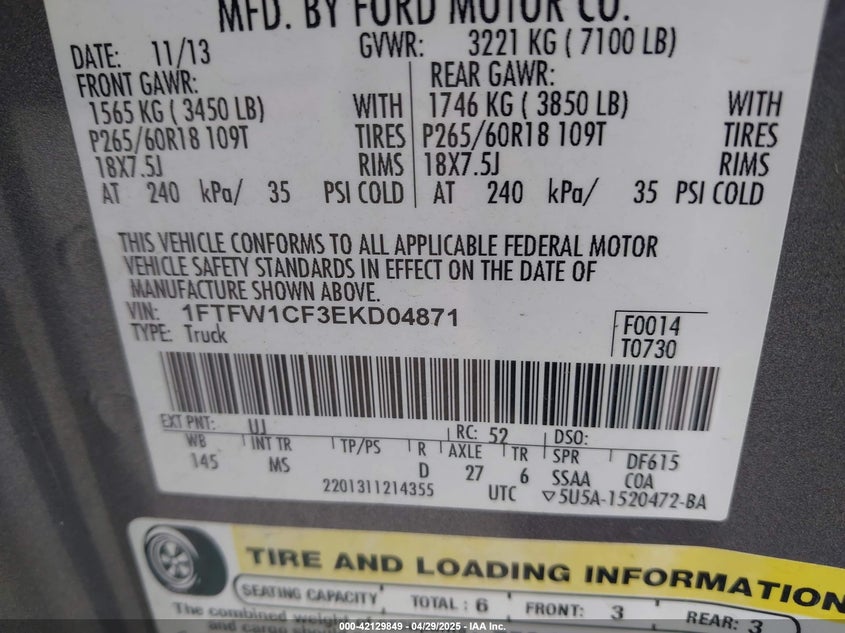 MFD. BY FORD MOTOR CO.
DATE: 11/13 GVWR: 3221 KG ( 7100 LB)
FRONT GAWR: REAR GAWR:
1565 KG ( 3450 LB) WITH 1746 KG ( 3850 LB) WITH
P265/60R18 109T TIRES P265/60R18 109T TIRES
18X7.5J RIMS 18X7.5J RIMS
AT 240 kPa/ 35 PSI COLD AT 240 kPa/ 35 PSI COLD
THIS VEHICLE CONFORMS TO ALL APPLICABLE FEDERAL MOTOR
VEHICLE SAFETY STANDARDS IN EFFECT ON THE DATE OF
MANUFACTURE SHOWN ABOVE.
VIN: 1FTFW1CF3EKD04871 F0014
TYPE: Truck T0730
EXT PNT: UJ RC: 52 DSO:
WB INT TR TP/PS R AXLE TR SPR DF615
145 MS D 27 6 SSAA COA
2201311214355 UTC ▽5U5A-1520472-BA
TIRE AND LOADING INFORMATION
SEATING CAPACITY TOTAL : 6 FRONT: 3 REAR: 3
The combined
000-42129849 - 04/29/2025 - IAA Inc.